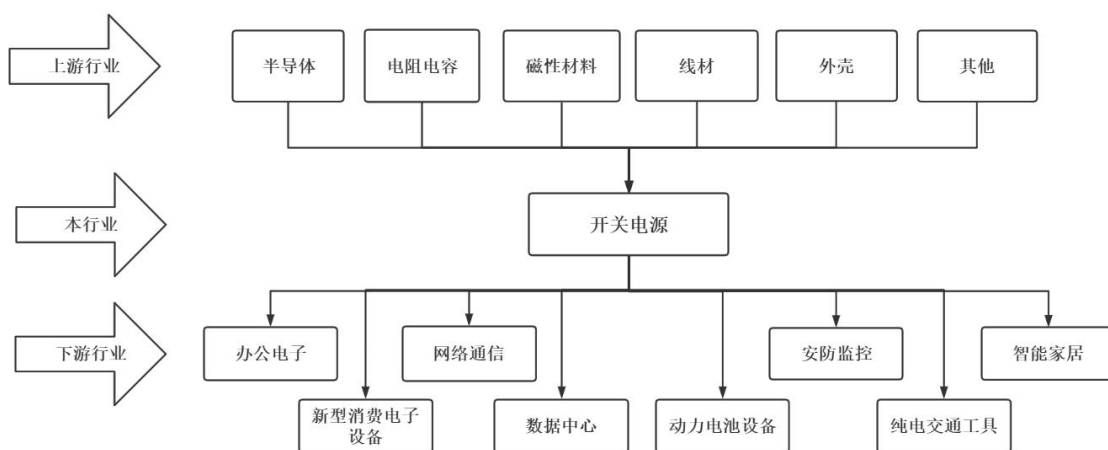 上游行业
半导体
电阻电容
磁性材料
线材
外壳
其他
本行业
开关电源
下游行业
办公电子
网络通信
安防监控
智能家居
新型消费电子
设备
数据中心
动力电池设备
纯电交通工具